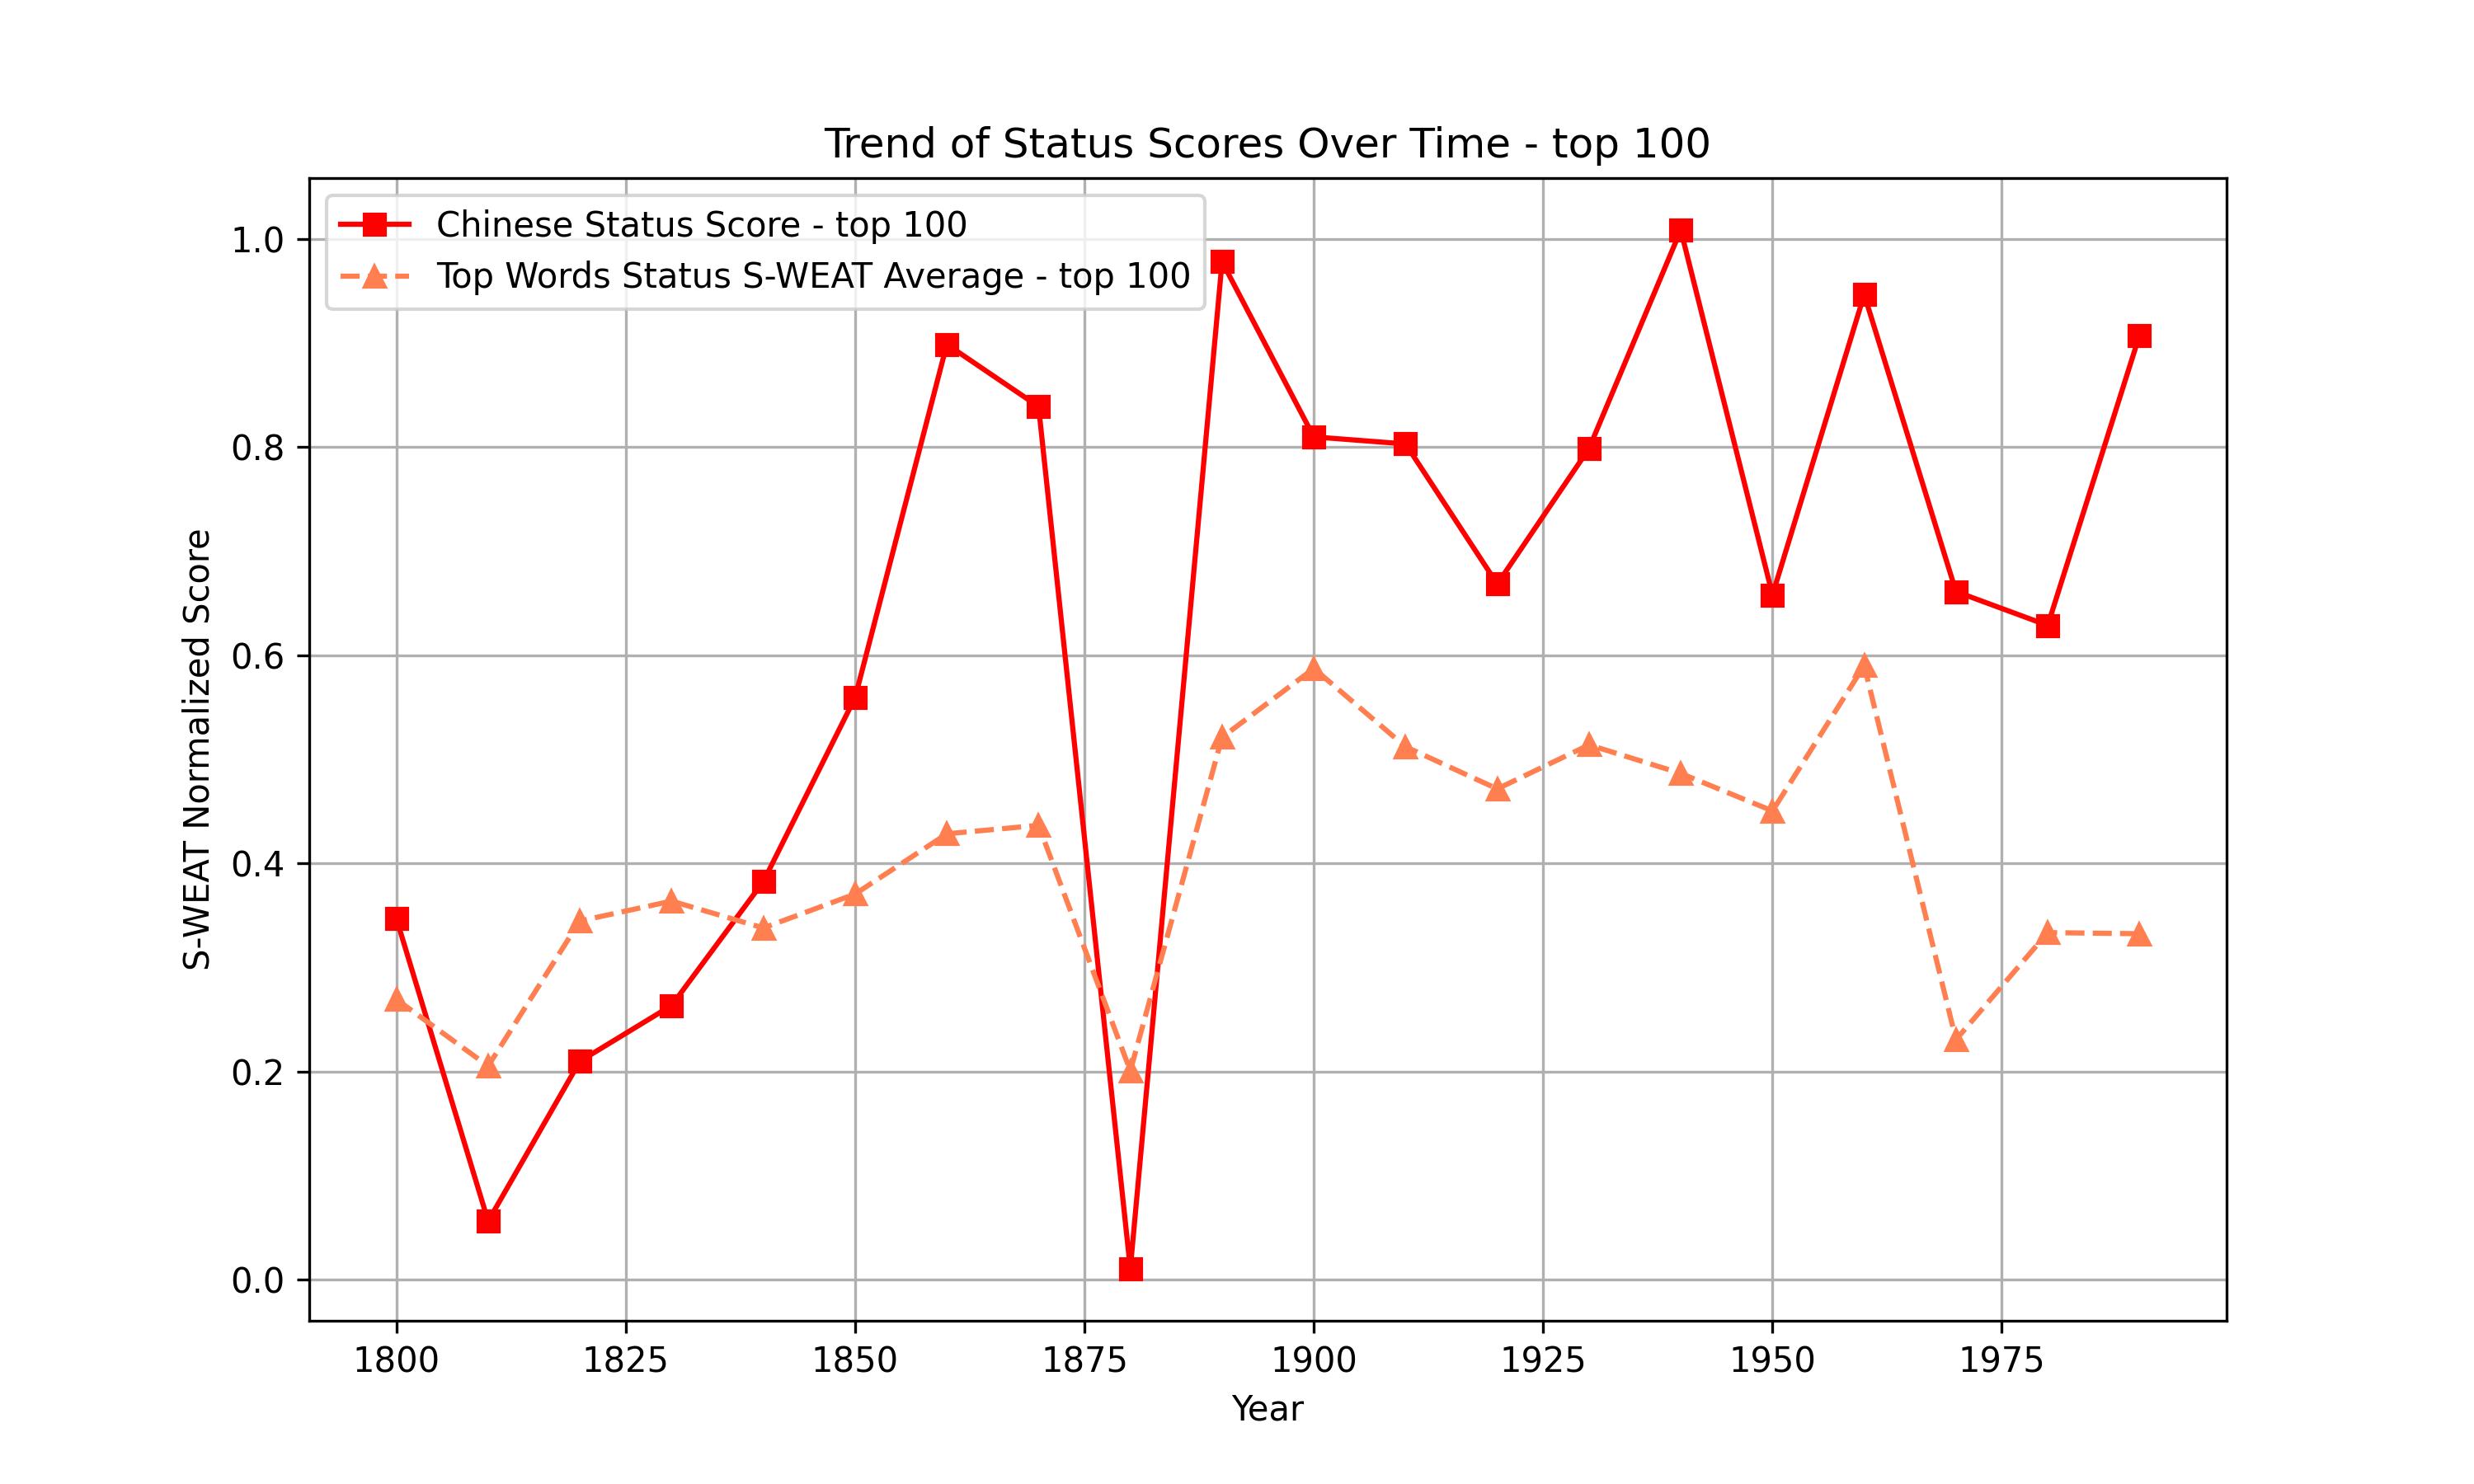 Trend of Status Scores Over Time - top 100
Chinese Status Score - top 100
Top Words Status S-WEAT Average - top 100
S-WEAT Normalized Score
1.0
0.8
0.6
0.4
0.2
0.0
1800 1825 1850 1875 1900 1925 1950 1975
Year